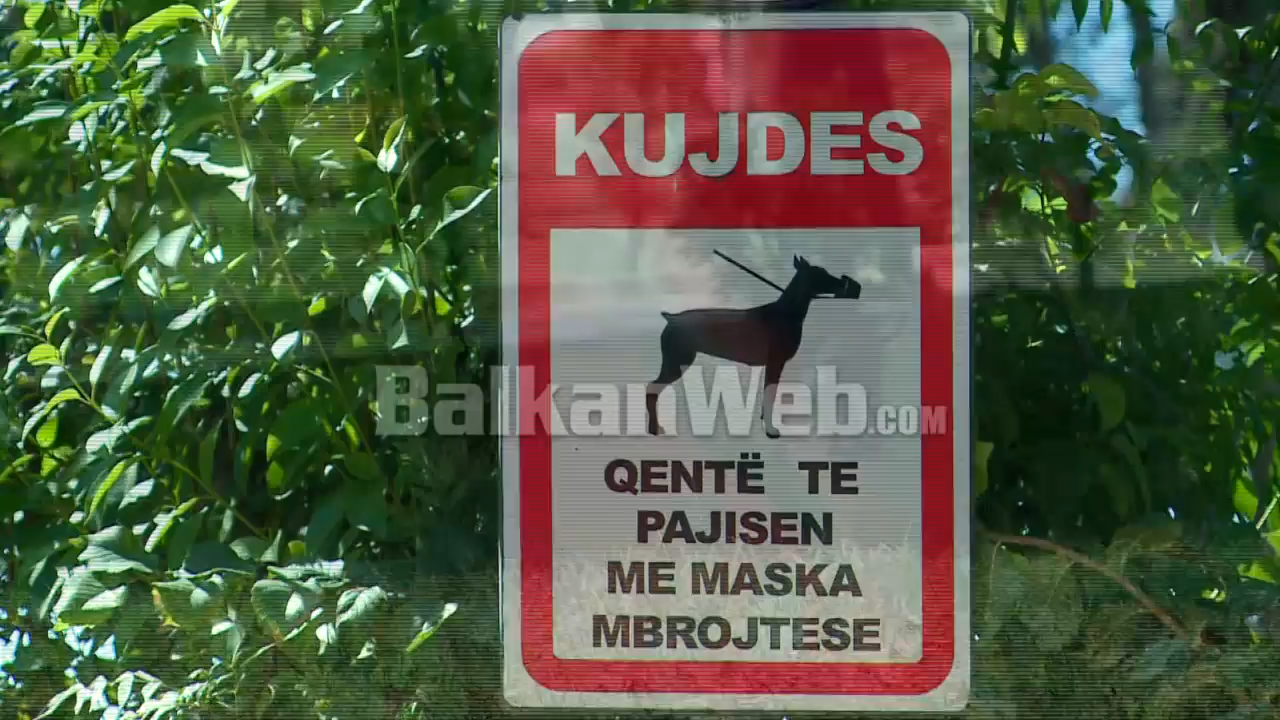 KUJDES
BalkanWeb.com
QENTË TE
PAJISEN
ME MASKA
MBROJTESE